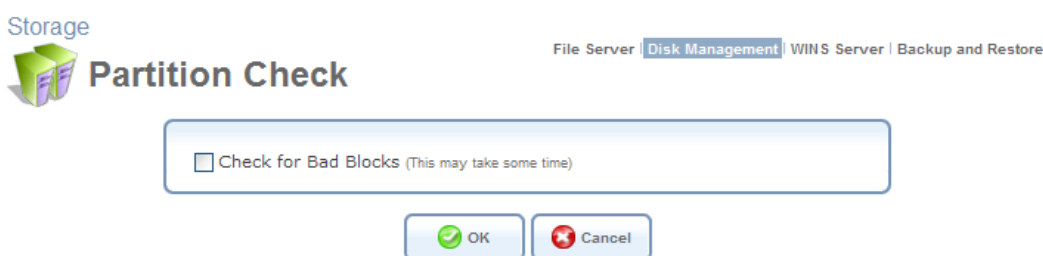 Storage
File Server | Disk Management | WINS Server | Backup and Restore
Partition Check
Check for Bad Blocks (This may take some time)
OK
Cancel